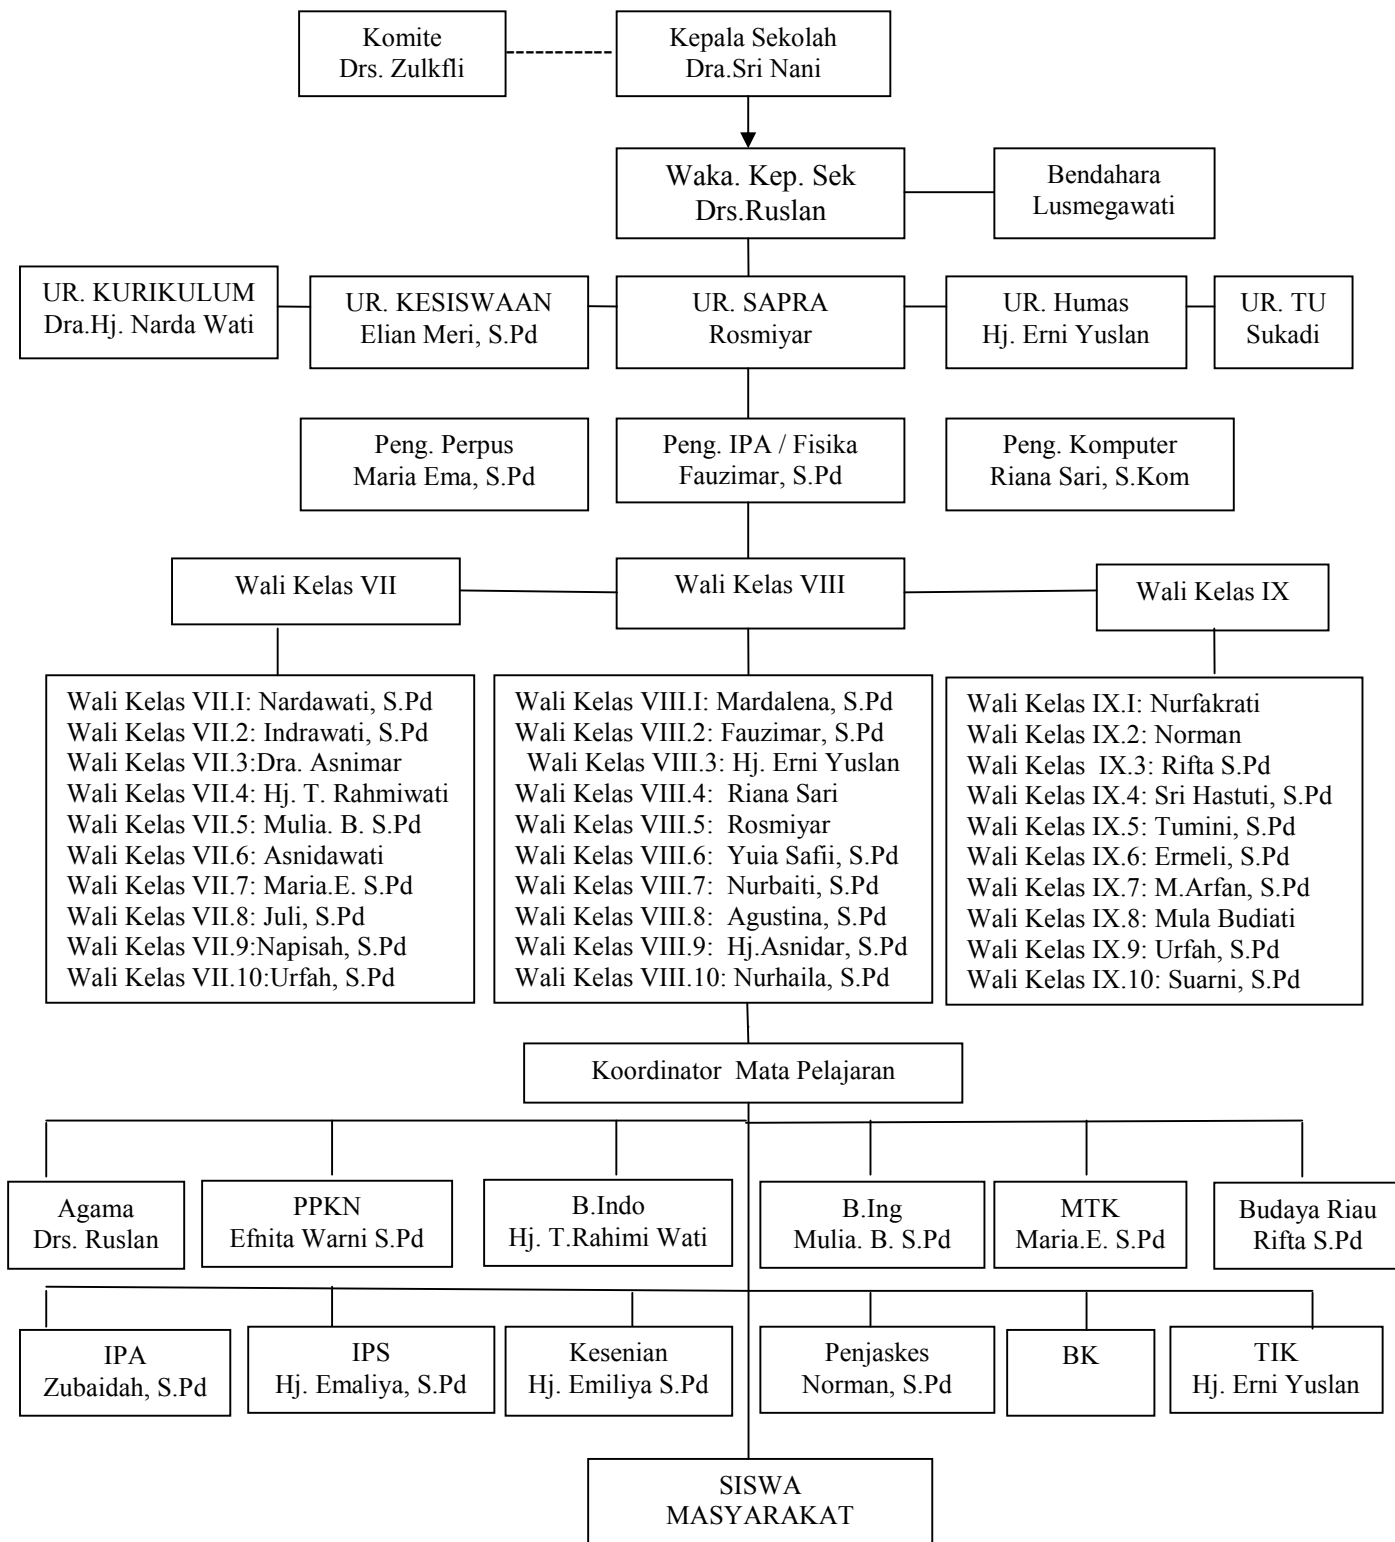 Komite
Drs. Zulkfli
Kepala Sekolah
Dra.Sri Nani
Waka. Kep. Sek
Drs.Ruslan
Bendahara
Lusmegawati
UR. KURIKULUM
Dra.Hj. Narda Wati
UR. KESISWAAN
Elian Meri, S.Pd
UR. SAPRA
Rosmiyar
UR. Humas
Hj. Erni Yuslan
UR. TU
Sukadi
Peng. Perpus
Maria Ema, S.Pd
Peng. IPA / Fisika
Fauzimar, S.Pd
Peng. Komputer
Riana Sari, S.Kom
Wali Kelas VII
Wali Kelas VIII
Wali Kelas IX
Wali Kelas VII.I: Nardawati, S.Pd
Wali Kelas VII.2: Indrawati, S.Pd
Wali Kelas VII.3:Dra. Asnimar
Wali Kelas VII.4: Hj. T. Rahmiwati
Wali Kelas VII.5: Mulia. B. S.Pd
Wali Kelas VII.6: Asnidawati
Wali Kelas VII.7: Maria.E. S.Pd
Wali Kelas VII.8: Juli, S.Pd
Wali Kelas VII.9:Napisah, S.Pd
Wali Kelas VII.10:Urfah, S.Pd
Wali Kelas VIII.I: Mardalena, S.Pd
Wali Kelas VIII.2: Fauzimar, S.Pd
Wali Kelas VIII.3: Hj. Erni Yuslan
Wali Kelas VIII.4: Riana Sari
Wali Kelas VIII.5: Rosmiyar
Wali Kelas VIII.6: Yuia Safii, S.Pd
Wali Kelas VIII.7: Nurbaiti, S.Pd
Wali Kelas VIII.8: Agustina, S.Pd
Wali Kelas VIII.9: Hj.Asnidar, S.Pd
Wali Kelas VIII.10: Nurhaila, S.Pd
Wali Kelas IX.I: Nurfakrati
Wali Kelas IX.2: Norman
Wali Kelas IX.3: Rifta S.Pd
Wali Kelas IX.4: Sri Hastuti, S.Pd
Wali Kelas IX.5: Tumini, S.Pd
Wali Kelas IX.6: Ermeli, S.Pd
Wali Kelas IX.7: M.Arfan, S.Pd
Wali Kelas IX.8: Mula Budiati
Wali Kelas IX.9: Urfah, S.Pd
Wali Kelas IX.10: Suarni, S.Pd
Koordinator Mata Pelajaran
Agama
Drs. Ruslan
PPKN
Efnita Warni S.Pd
B.Indo
Hj. T.Rahimi Wati
B.Ing
Mulia. B. S.Pd
MTK
Maria.E. S.Pd
Budaya Riau
Rifta S.Pd
IPA
Zubaidah, S.Pd
IPS
Hj. Emaliya, S.Pd
Kesenian
Hj. Emiliya S.Pd
Penjaskes
Norman, S.Pd
BK
TIK
Hj. Erni Yuslan
SISWA
MASYARAKAT